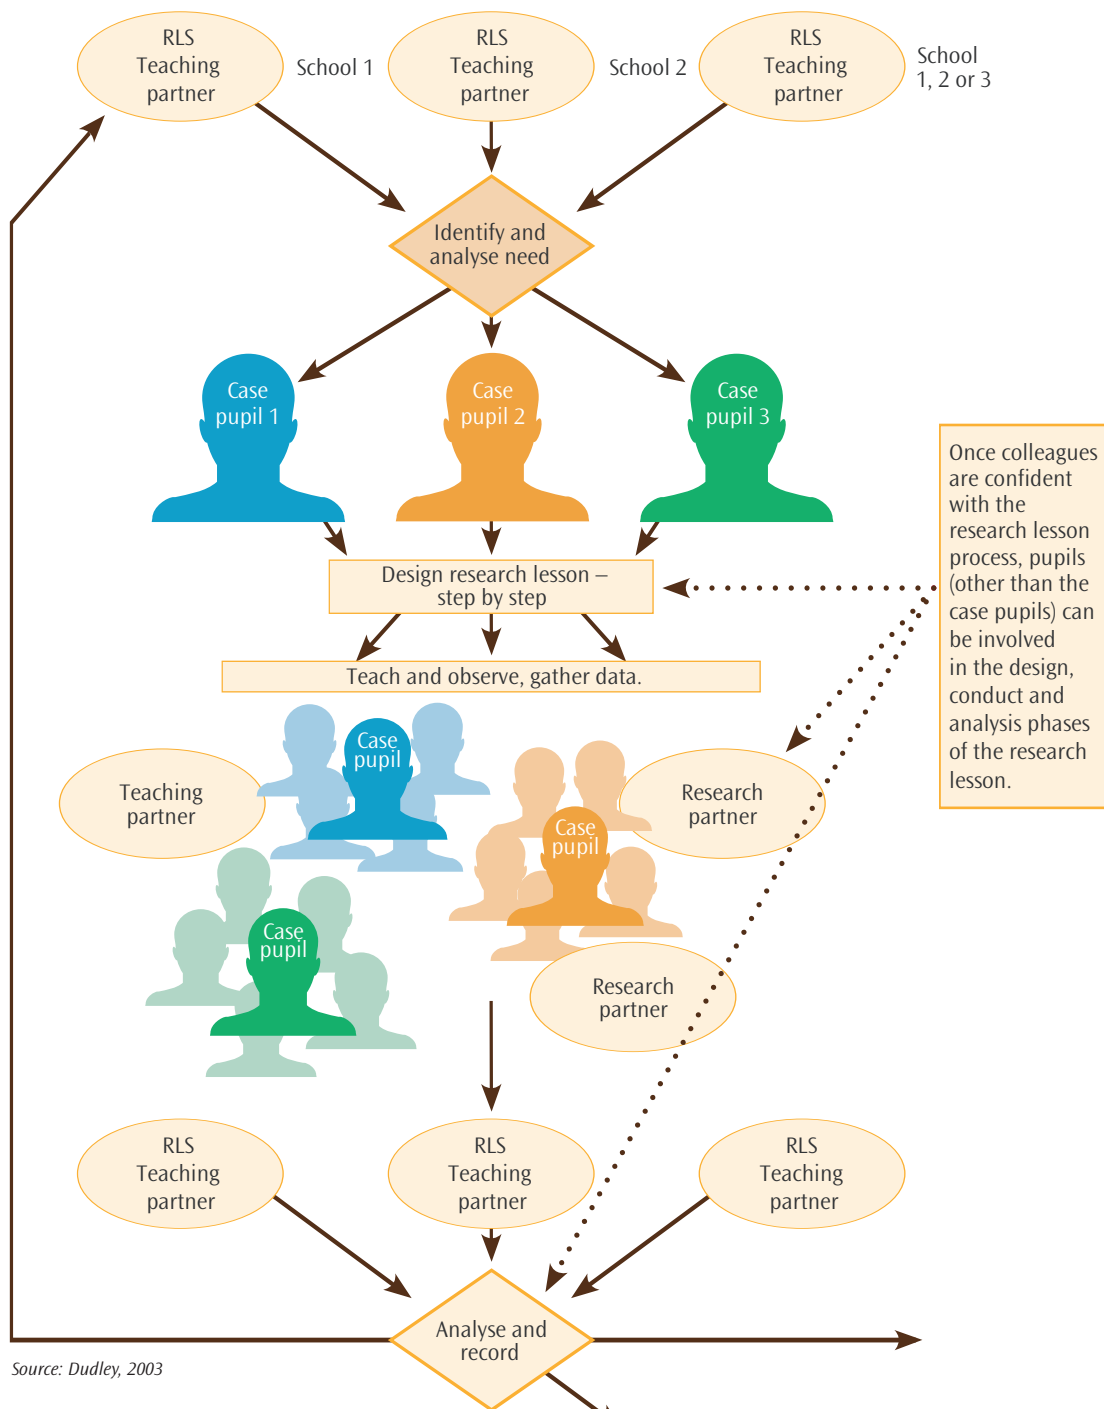 RLS
Teaching
partner
School 1
RLS
Teaching
partner
School 2
RLS
Teaching
partner
School
1, 2 or 3
Identify and
analyse need
Case
pupil 1
Case
pupil 2
Case
pupil 3
Once colleagues
are confident
with the
research lesson
process, pupils
(other than the
case pupils) can
be involved
in the design,
conduct and
analysis phases
of the research
lesson.
Design research lesson –
step by step
Teach and observe, gather data.
Teaching
partner
Case
pupil
Case
pupil
Research
partner
Case
pupil
Research
partner
RLS
Teaching
partner
RLS
Teaching
partner
RLS
Teaching
partner
Analyse and
record
Source: Dudley, 2003